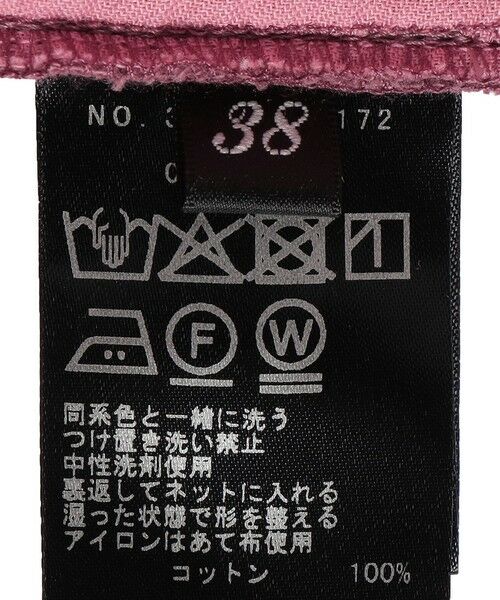 NO. 3 172
38
F
W
同系色と一緒に洗う
つけ置き洗い禁止
中性洗剤使用
裏返してネットに入れる
湿った状態で形を整える
アイロンはあて布使用
コットン 100%